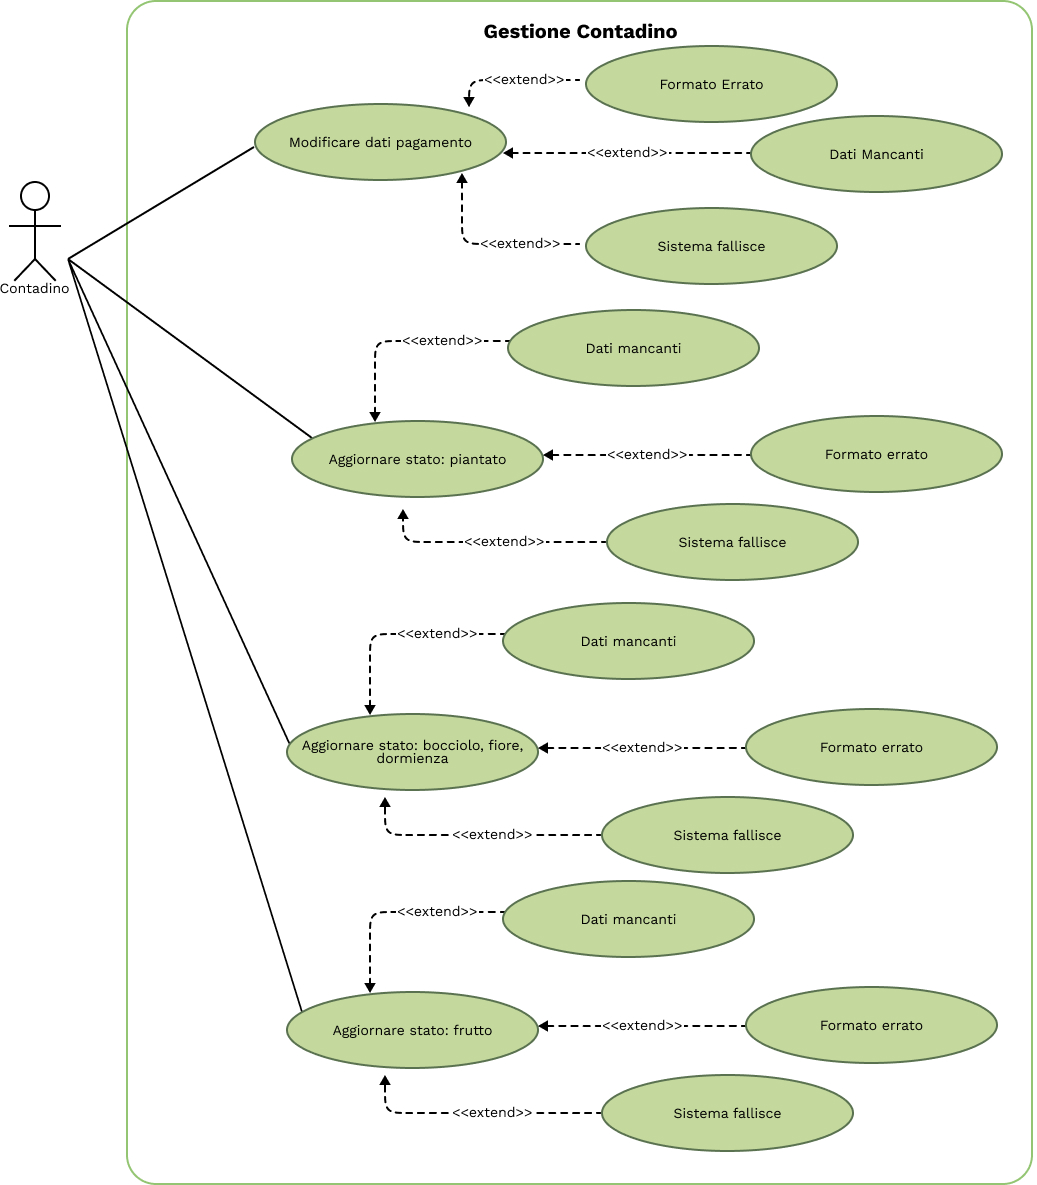 Gestione Contadino
<<extend>>
Formato Errato
Modificare dati pagamento
<<extend>>
Dati Mancanti
<<extend>>
Sistema fallisce
Contadino
<<extend>>
Dati mancanti
Aggiornare stato: piantato
<<extend>>
Formato errato
<<extend>>
Sistema fallisce
<<extend>>
Dati mancanti
Aggiornare stato: bocciolo, fiore,
dormienza
<<extend>>
Formato errato
<<extend>>
Sistema fallisce
<<extend>>
Dati mancanti
Aggiornare stato: frutto
<<extend>>
Formato errato
<<extend>>
Sistema fallisce